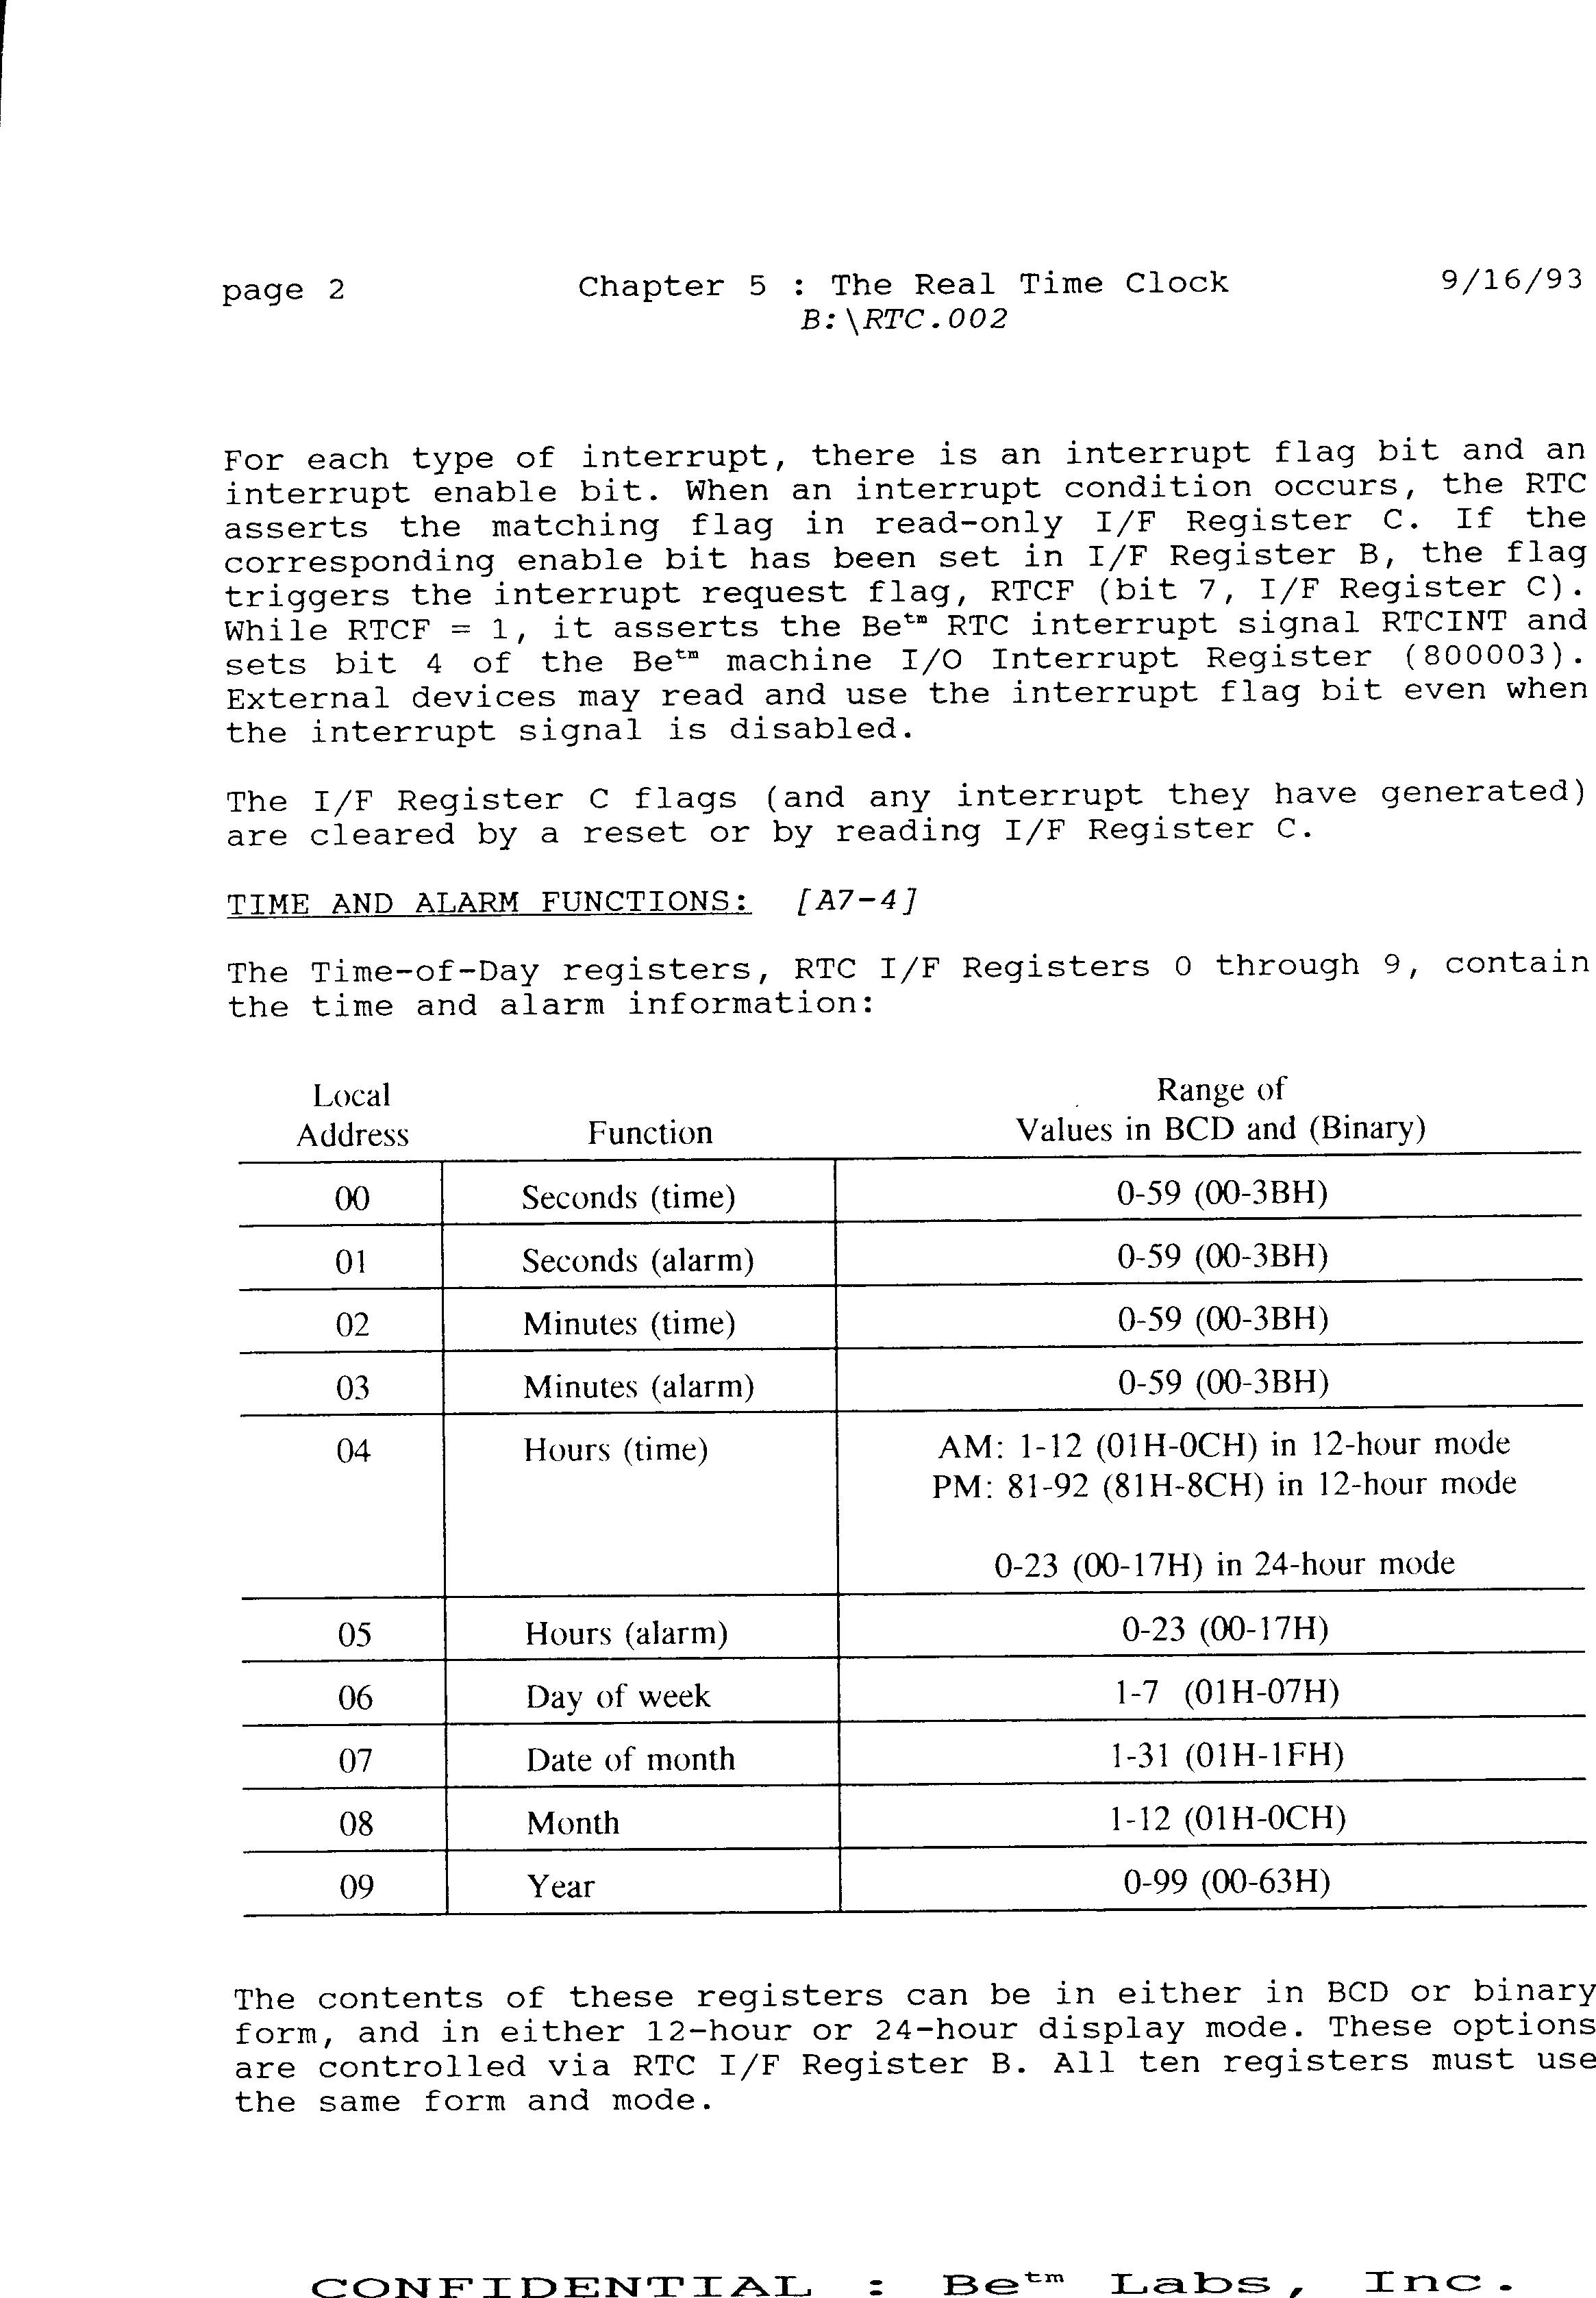 page 2 Chapter 5 : The Real Time Clock 9/16/93
B:\RTC.002
For each type of interrupt, there is an interrupt flag bit and an
interrupt enable bit. When an interrupt condition occurs, the RTC
asserts the matching flag in read-only I/F Register C. If the
corresponding enable bit has been set in I/F Register B, the flag
triggers the interrupt request flag, RTCF (bit 7, I/F Register C).
While RTCF = 1, it asserts the Be™ RTC interrupt signal RTCINT and
sets bit 4 of the Be™ machine I/O Interrupt Register (800003).
External devices may read and use the interrupt flag bit even when
the interrupt signal is disabled.
The I/F Register C flags (and any interrupt they have generated)
are cleared by a reset or by reading I/F Register C.
TIME AND ALARM FUNCTIONS: [A7-4]
The Time-of-Day registers, RTC I/F Registers 0 through 9, contain
the time and alarm information:
Local Range of
Address Function Values in BCD and (Binary)
00 Seconds (time) 0-59 (00-3BH)
01 Seconds (alarm) 0-59 (00-3BH)
02 Minutes (time) 0-59 (00-3BH)
03 Minutes (alarm) 0-59 (00-3BH)
04 Hours (time) AM: 1-12 (01H-0CH) in 12-hour mode
PM: 81-92 (81H-8CH) in 12-hour mode
0-23 (00-17H) in 24-hour mode
05 Hours (alarm) 0-23 (00-17H)
06 Day of week 1-7 (01H-07H)
07 Date of month 1-31 (01H-1FH)
08 Month 1-12 (01H-0CH)
09 Year 0-99 (00-63H)
The contents of these registers can be in either in BCD or binary
form, and in either 12-hour or 24-hour display mode. These options
are controlled via RTC I/F Register B. All ten registers must use
the same form and mode.
CONFIDENTIAL : Be™ Labs, Inc.